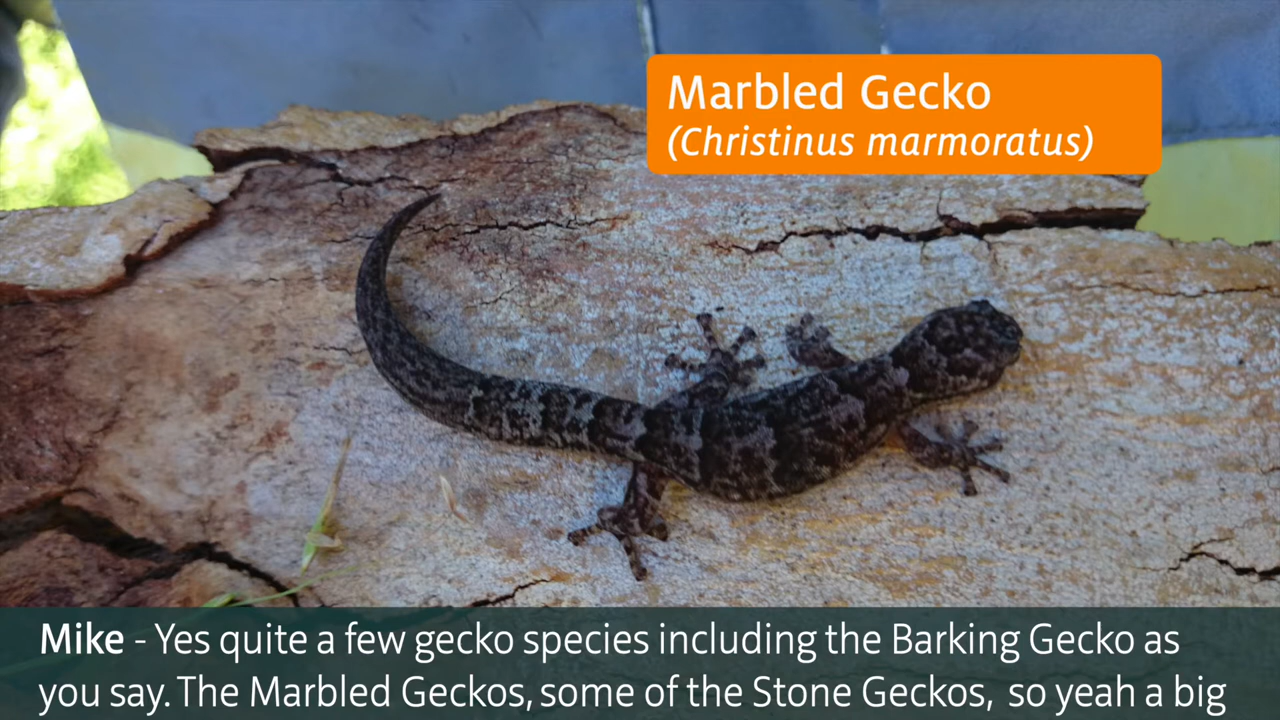 Marbled Gecko
(Christinus marmoratus)
Mike - Yes quite a few gecko species including the Barking Gecko as
you say. The Marbled Geckos, some of the Stone Geckos, so yeah a big